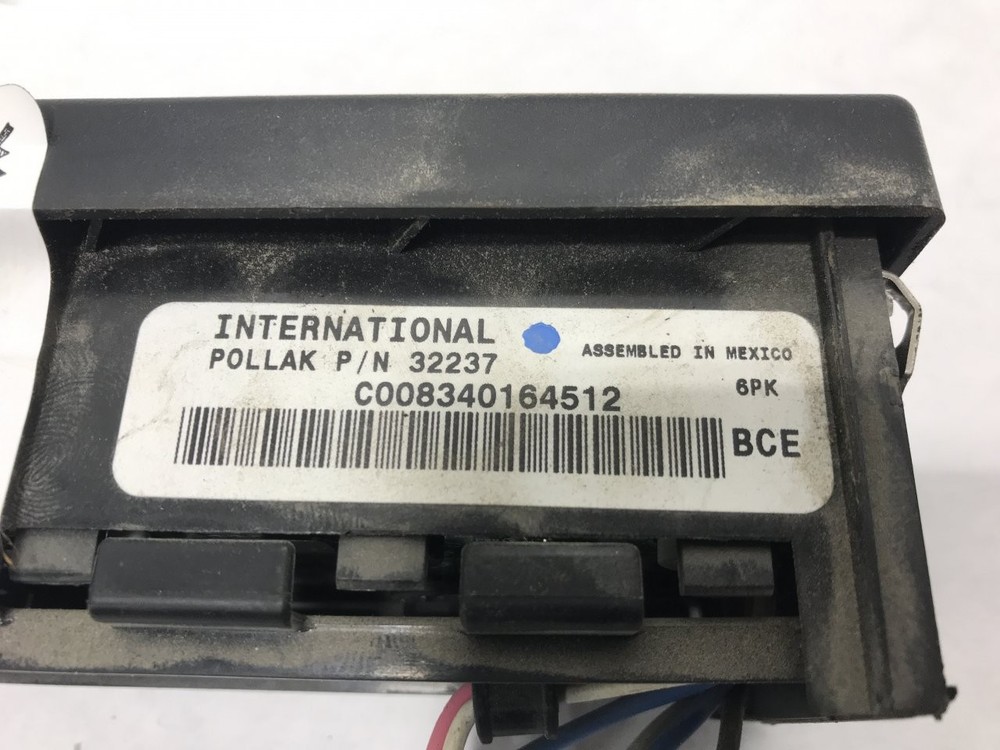 INTERNATIONAL
POLLAK P/N 32237
ASSEMBLED IN MEXICO
6PK
C008340164512
BCE